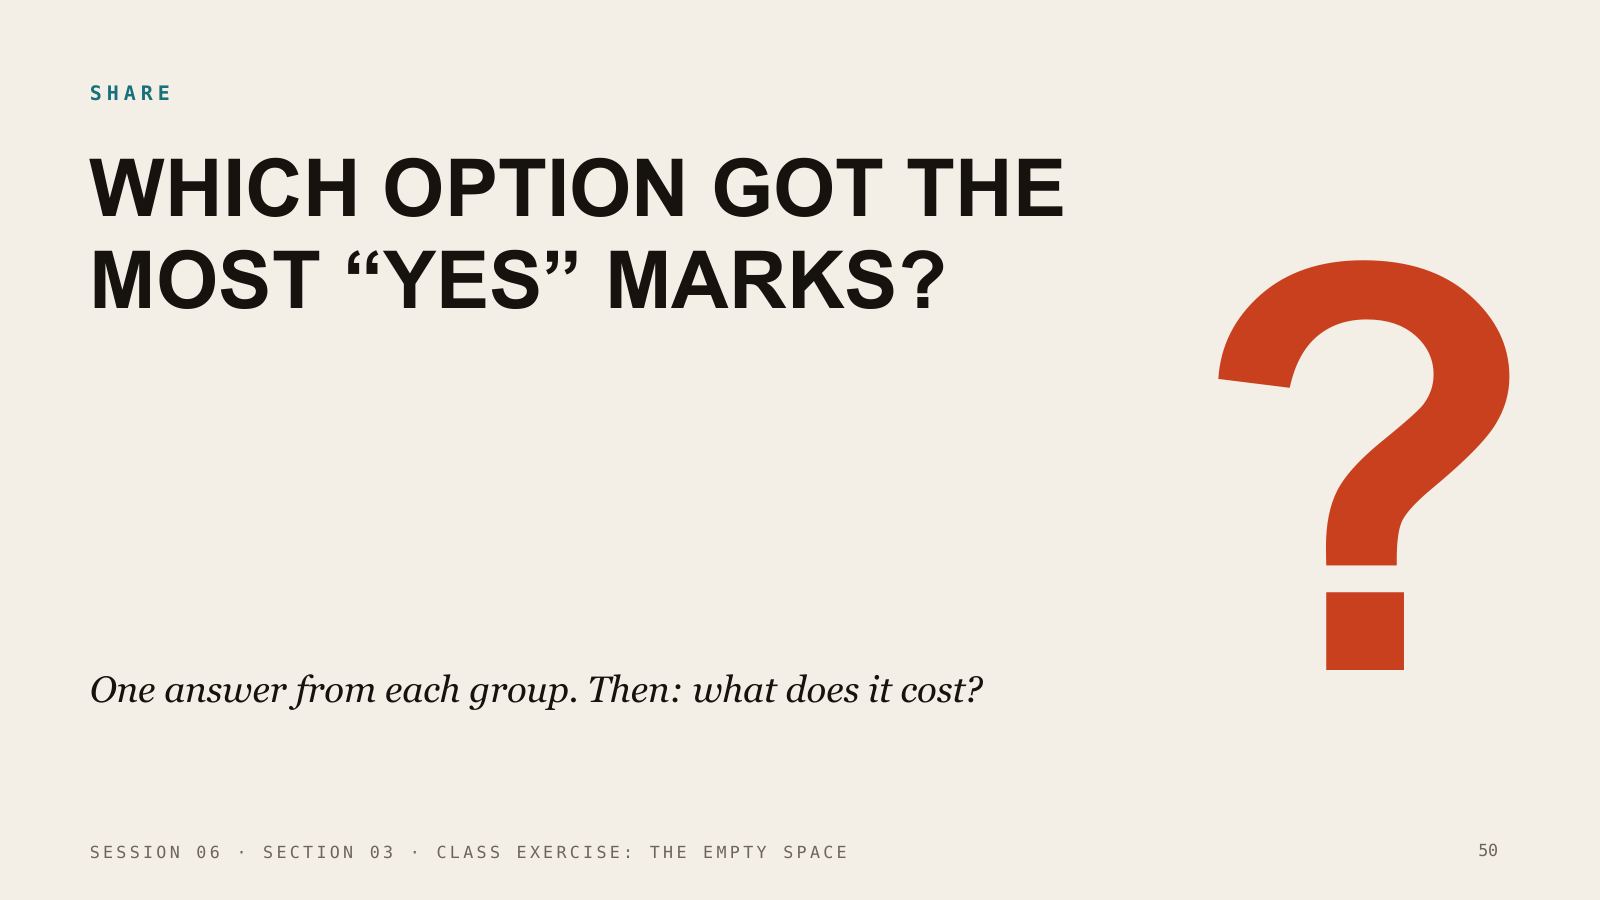 SHARE
WHICH OPTION GOT THE
MOST “YES” MARKS?
?
One answer from each group. Then: what does it cost?
SESSION 06 · SECTION 03 · CLASS EXERCISE: THE EMPTY SPACE
50